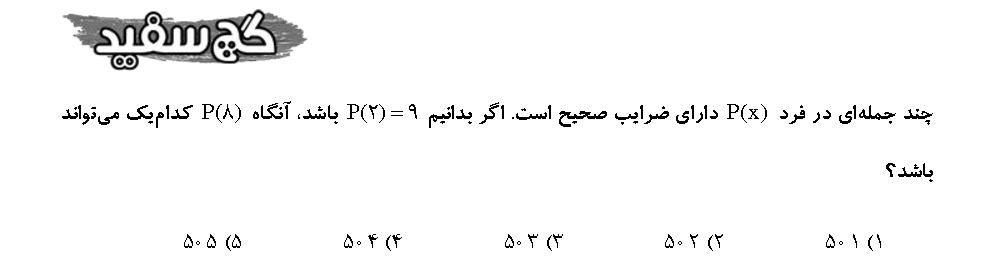 گچ سفید
چند جمله‌ای در فرد P(x) دارای ضرایب صحیح است. اگر بدانیم P(۲) = ۹ باشد، آنگاه P(۸) کدام‌یک می‌تواند
باشد؟
۱) ۵۰۱ ۲) ۵۰۲ ۳) ۵۰۳ ۴) ۵۰۴ ۵) ۵۰۵